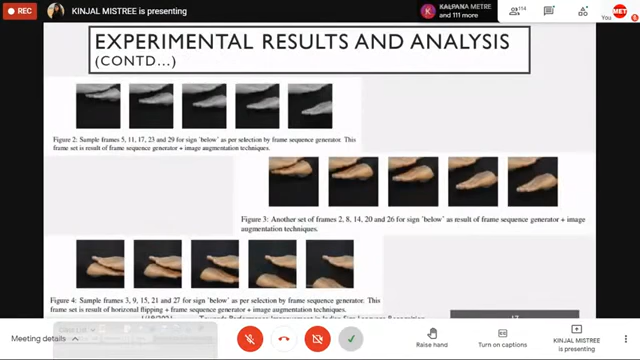 REC
KINJAL MISTREE is presenting
KALPANA METRE
and 111 more
114
You
MET
EXPERIMENTAL RESULTS AND ANALYSIS
(CONTD...)
Figure 2: Sample frames 5, 11, 17, 23 and 29 for sign 'below' as per selection by frame sequence generator. This
frame set is result of frame sequence generator + image augmentation techniques.
Figure 3: Another set of frames 2, 8, 14, 20 and 26 for sign 'below' as result of frame sequence generator + image
augmentation techniques.
Figure 4: Sample frames 3, 9, 15, 21 and 27 for sign 'below' as per selection by frame sequence generator. This
frame set is result of horizonal flipping + frame sequence generator + image augmentation techniques.
17
Meeting details
Raise hand
Turn on captions
KINJAL MISTREE
is presenting